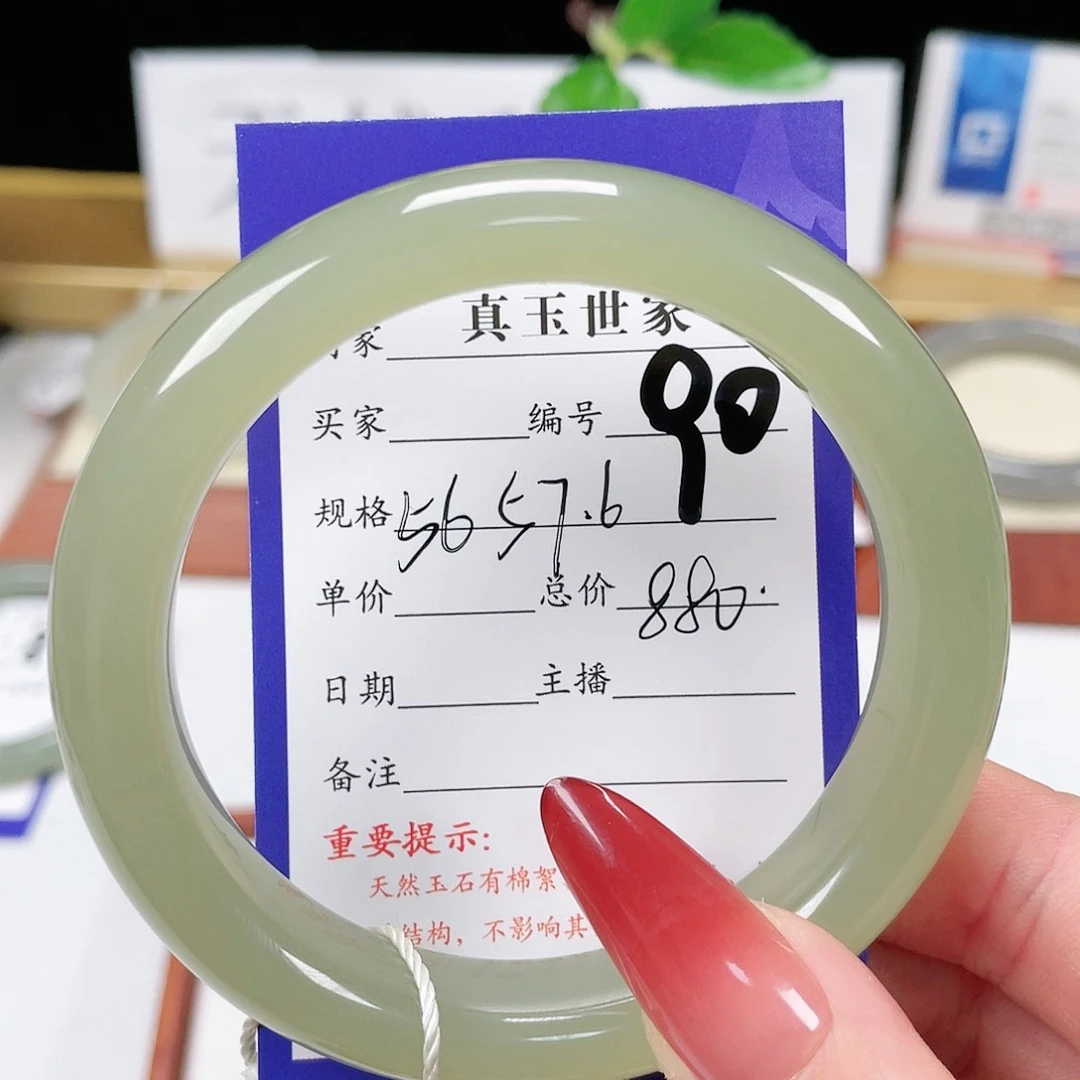 真玉世家
家
买家 编号 90
规格 56 57.6
单价 总价 880.
日期 主播
备注
重要提示:
天然玉石有棉絮
结构，不影响其